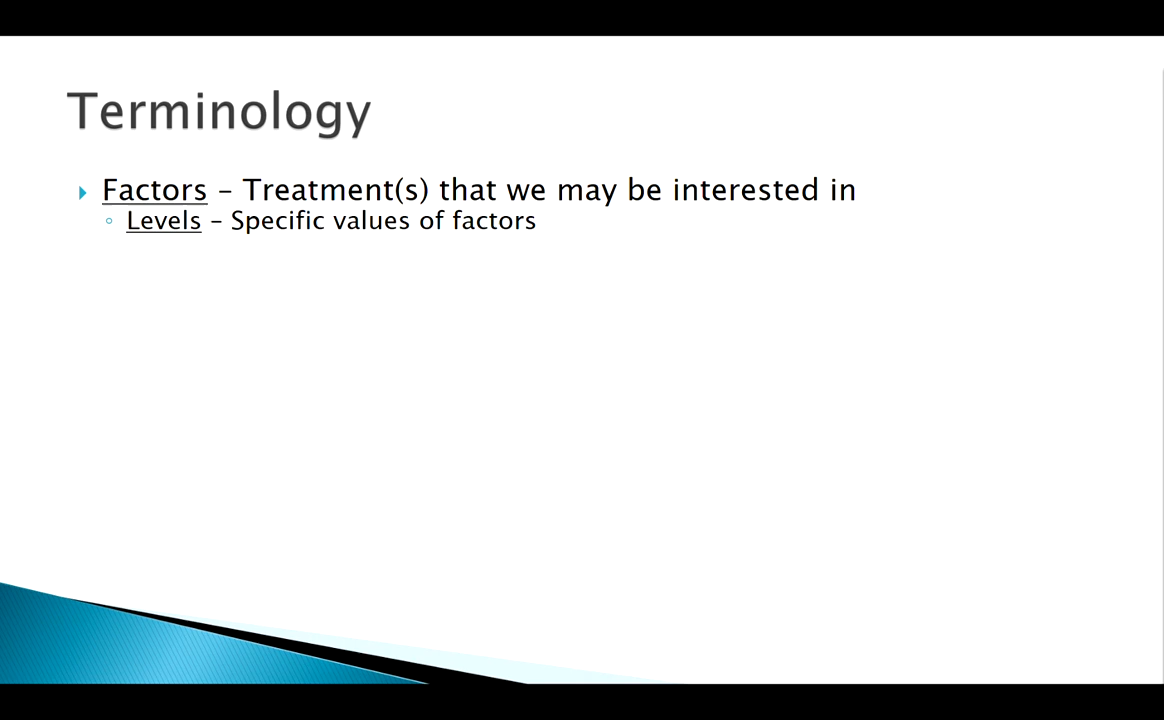 Terminology
Factors – Treatment(s) that we may be interested in
Levels – Specific values of factors